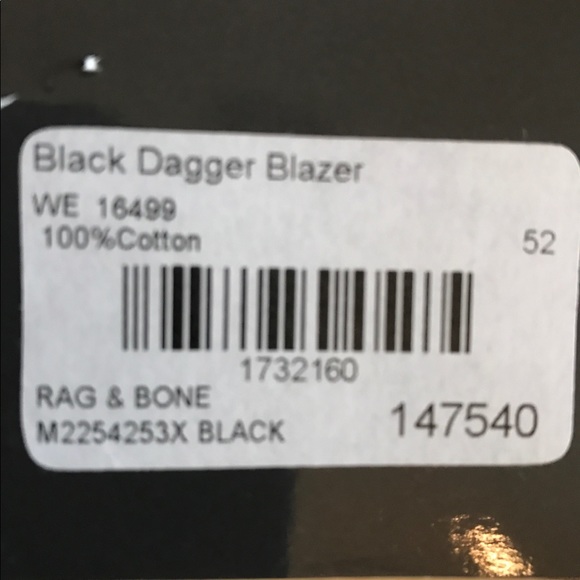 Black Dagger Blazer
WE 16499
100%Cotton 52
1732160
RAG & BONE
M2254253X BLACK 147540